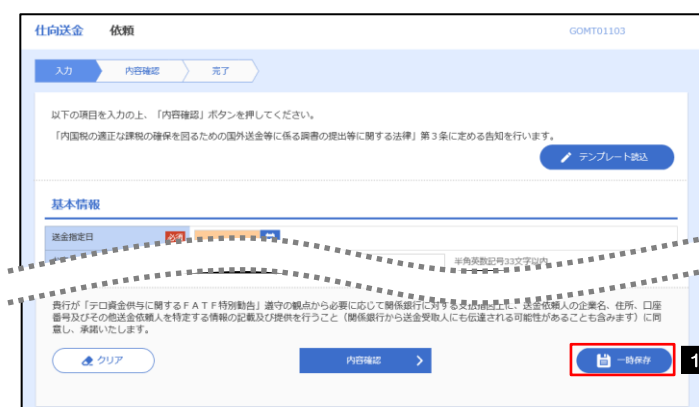 仕向送金 依頼 GOMT01103
入力 内容確認 完了
以下の項目を入力の上、「内容確認」ボタンを押してください。
「内国税の適正な課税の確保を図るための国外送金等に係る調書の提出等に関する法律」第3条に定める告知を行います。
テンプレート読込
基本情報
送金指定日 必須
半角英数記号33文字以内
貴行が「テロ資金供与に関するFATF特別勧告」遵守の観点から必要に応じて関係銀行に対する支払指図上に、送金依頼人の企業名、住所、口座
番号及びその他送金依頼人を特定する情報の記載及び提供を行うこと(関係銀行から送金受取人にも伝達される可能性があることも含みます)に同
意し、承諾いたします。
クリア 内容確認 一時保存 1